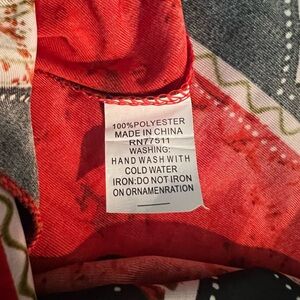 100%POLYESTER
MADE IN CHINA
RN77511
WASHING:
HAND WASH WITH
COLD WATER
IRON:DO NOT IRON
ON ORNAMENRATION